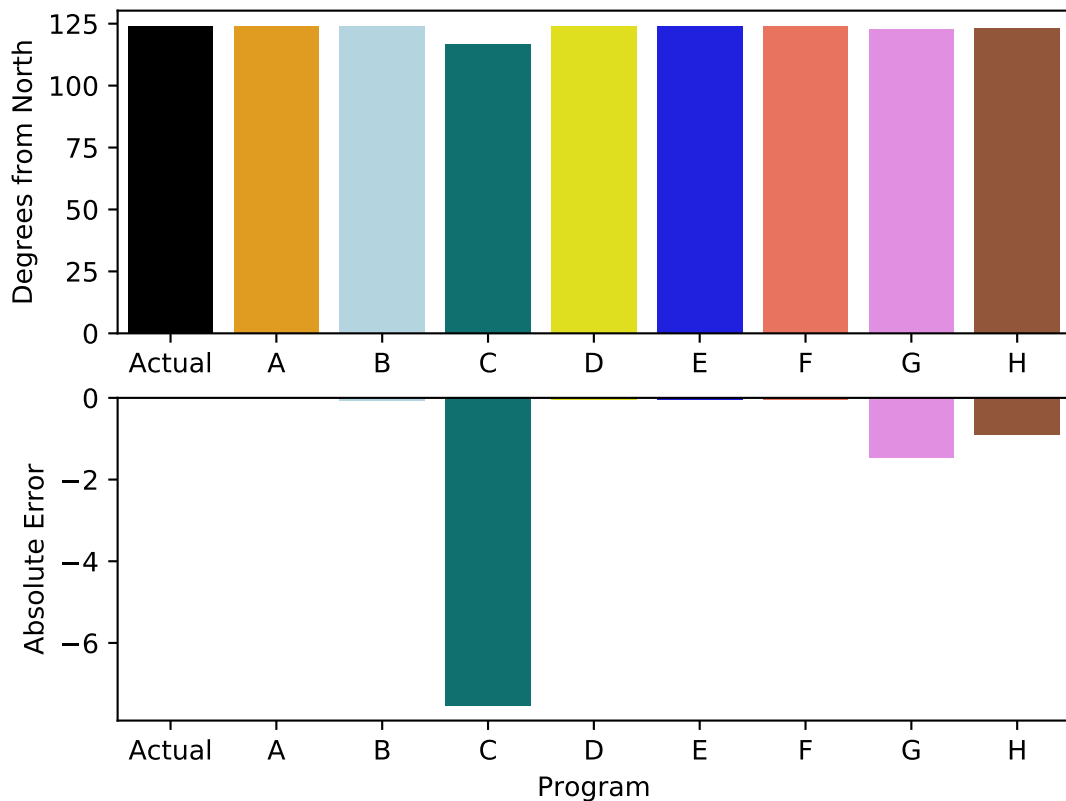 Degrees from North
125
100
75
50
25
0
Actual A B C D E F G H
Absolute Error
0
−2
−4
−6
Actual A B C D E F G H
Program